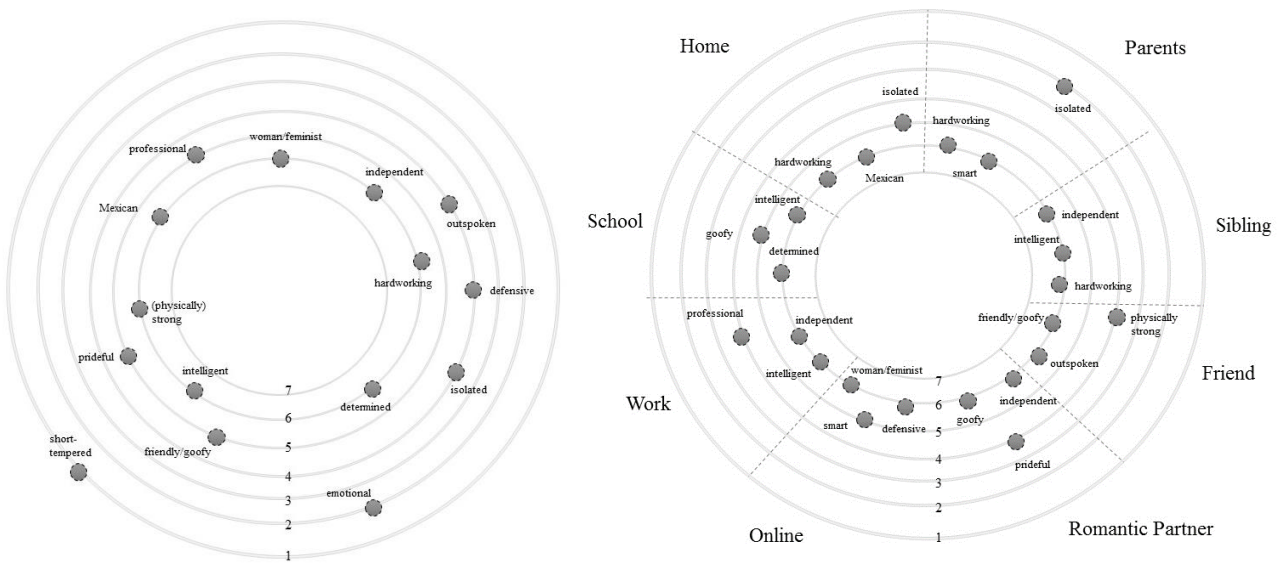 woman/feminist
professional
independent
Mexican
outspoken
hardworking
defensive
(physically)
strong
prideful
intelligent
determined
isolated
friendly/goofy
short-
tempered
emotional
7
6
5
4
3
2
1
Home
Parents
isolated
isolated
hardworking
hardworking
smart
Mexican
School
intelligent
goofy
determined
independent
Sibling
intelligent
hardworking
professional
independent
friendly/goofy
physically
strong
intelligent
woman/feminist
outspoken
Friend
Work
independent
smart
defensive
goofy
prideful
7
6
5
4
3
2
1
Online
Romantic Partner